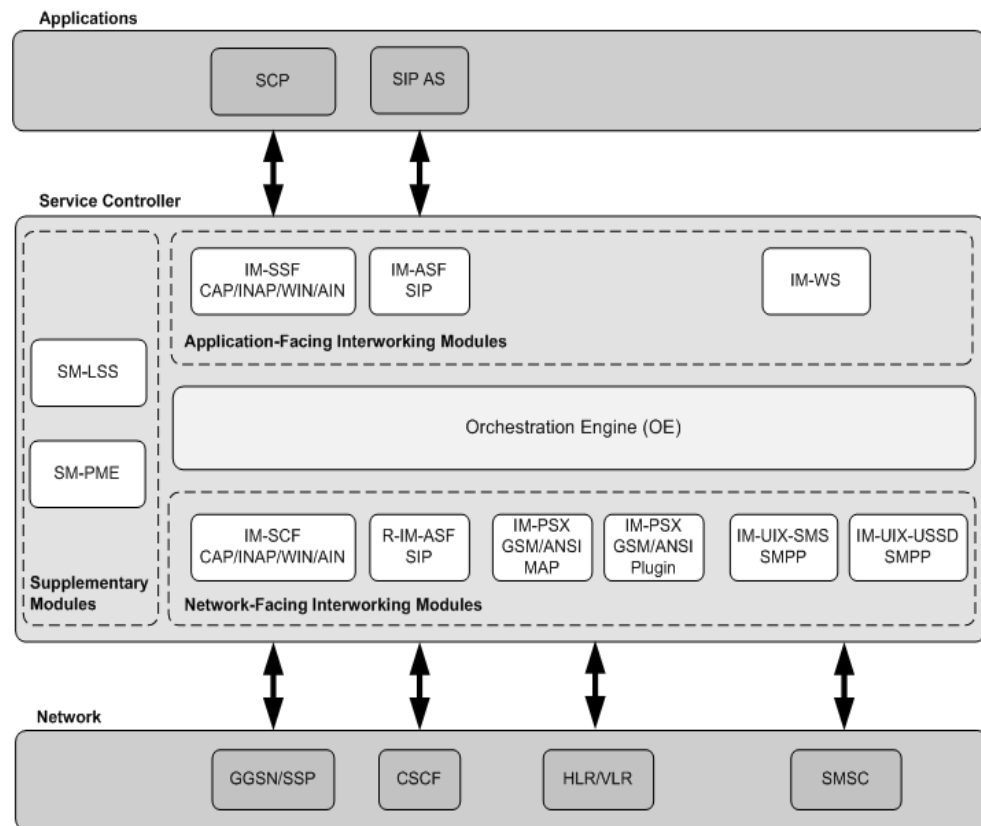 Applications
SCP
SIP AS
Service Controller
IM-SSF
CAP/INAP/WIN/AIN
IM-ASF
SIP
IM-WS
Application-Facing Interworking Modules
SM-LSS
Orchestration Engine (OE)
SM-PME
IM-SCF
CAP/INAP/WIN/AIN
R-IM-ASF
SIP
IM-PSX
GSM/ANSI
MAP
IM-PSX
GSM/ANSI
Plugin
IM-UIX-SMS
SMPP
IM-UIX-USSD
SMPP
Supplementary
Modules
Network-Facing Interworking Modules
Network
GGSN/SSP
CSCF
HLR/VLR
SMSC